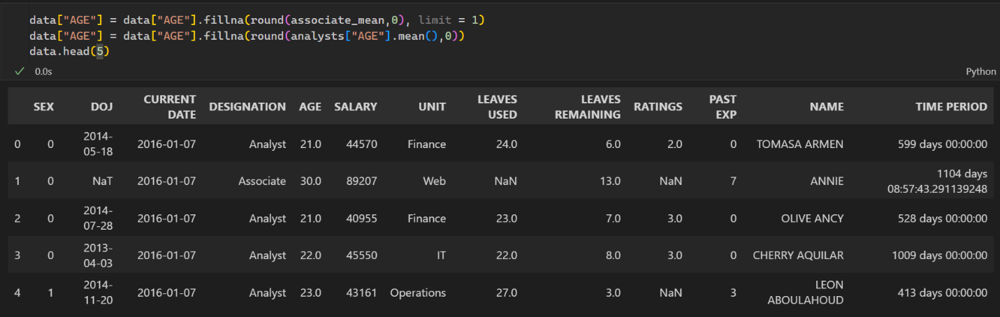 data["AGE"] = data["AGE"].fillna(round(associate_mean,0), limit = 1)
data["AGE"] = data["AGE"].fillna(round(analysts["AGE"].mean(),0))
data.head(5)
✓ 0.0s Python
SEX DOJ CURRENT DATE DESIGNATION AGE SALARY UNIT LEAVES USED LEAVES REMAINING RATINGS PAST EXP NAME TIME PERIOD
0 0 2014-05-18 2016-01-07 Analyst 21.0 44570 Finance 24.0 6.0 2.0 0 TOMASA ARMEN 599 days 00:00:00
1 0 NaT 2016-01-07 Associate 30.0 89207 Web NaN 13.0 NaN 7 ANNIE 1104 days 08:57:43.291139248
2 0 2014-07-28 2016-01-07 Analyst 21.0 40955 Finance 23.0 7.0 3.0 0 OLIVE ANCY 528 days 00:00:00
3 0 2013-04-03 2016-01-07 Analyst 22.0 45550 IT 22.0 8.0 3.0 0 CHERRY AQUILAR 1009 days 00:00:00
4 1 2014-11-20 2016-01-07 Analyst 23.0 43161 Operations 27.0 3.0 NaN 3 LEON ABOULAHOUD 413 days 00:00:00